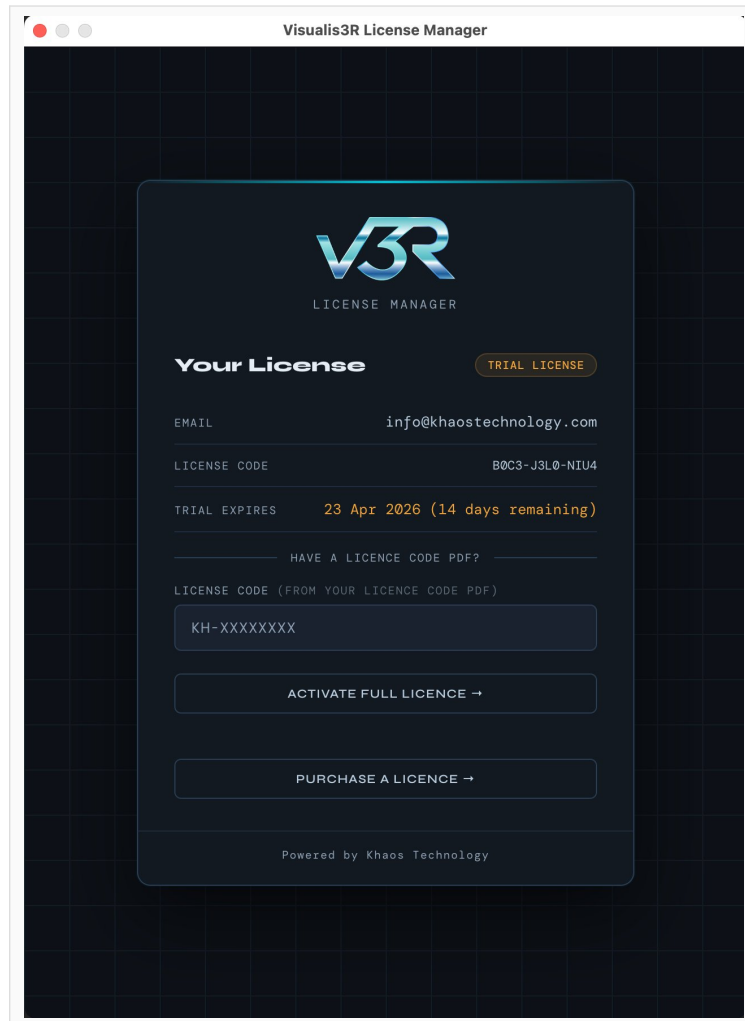 Visualis3R License Manager
V3R
LICENSE MANAGER
Your License
TRIAL LICENSE
EMAIL info@khaostechnology.com
LICENSE CODE B0C3-J3L0-NIU4
TRIAL EXPIRES 23 Apr 2026 (14 days remaining)
HAVE A LICENCE CODE PDF?
LICENSE CODE (FROM YOUR LICENCE CODE PDF)
KH-XXXXXXXX
ACTIVATE FULL LICENCE →
PURCHASE A LICENCE →
Powered by Khaos Technology